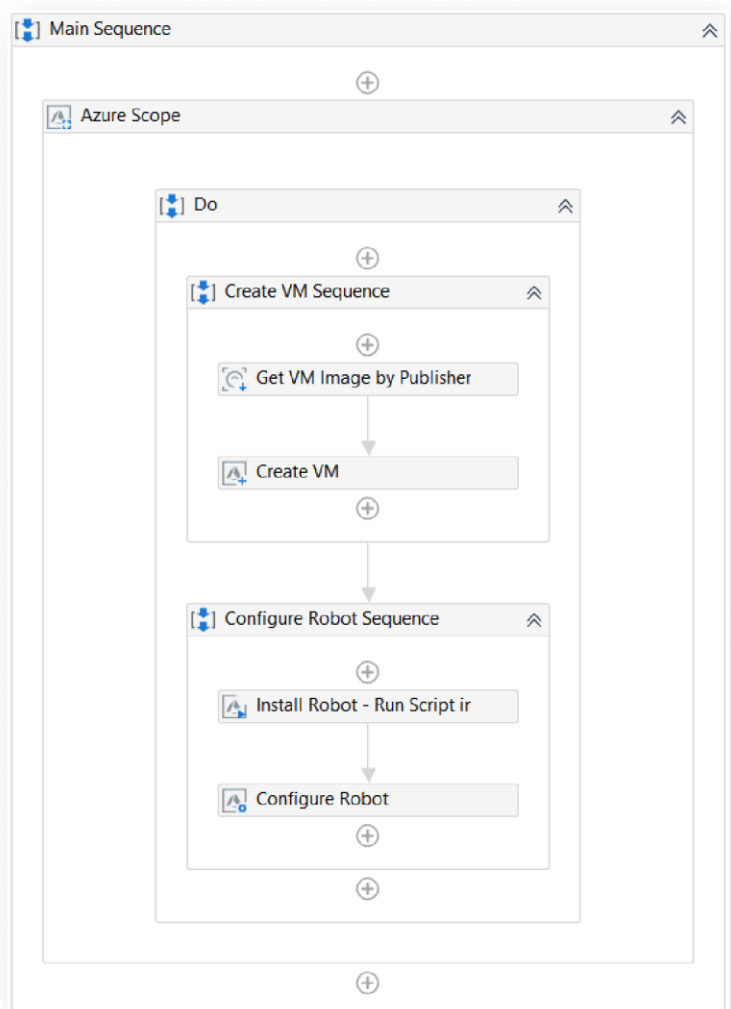 Main Sequence
Azure Scope
Do
Create VM Sequence
Get VM Image by Publisher
Create VM
Configure Robot Sequence
Install Robot - Run Script ir
Configure Robot